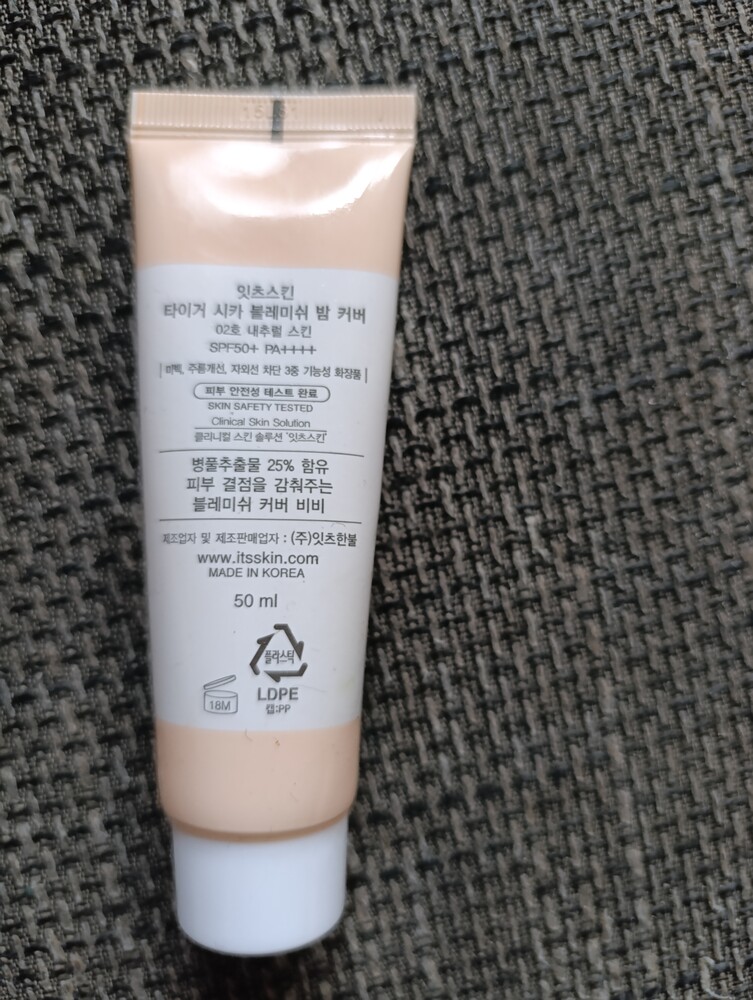 잇츠스킨
타이거 시카 블레미쉬 밤 커버
02호 내추럴 스킨
SPF50+ PA++++
미백, 주름개선, 자외선 차단 3중 기능성 화장품
피부 안전성 테스트 완료
SKIN SAFETY TESTED
Clinical Skin Solution
클리니컬 스킨 솔루션 '잇츠스킨'
병풀추출물 25% 함유
피부 결점을 감춰주는
블레미쉬 커버 비비
제조업자 및 제조판매업자 : (주)잇츠한불
www.itsskin.com
MADE IN KOREA
50 ml
플라스틱
LDPE
캡:PP
18M